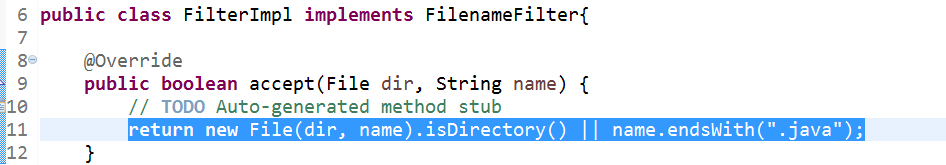 6 public class FilterImpl implements FilenameFilter{
7
8 @Override
9 public boolean accept(File dir, String name) {
10 // TODO Auto-generated method stub
11 return new File(dir, name).isDirectory() || name.endsWith(".java");
12 }